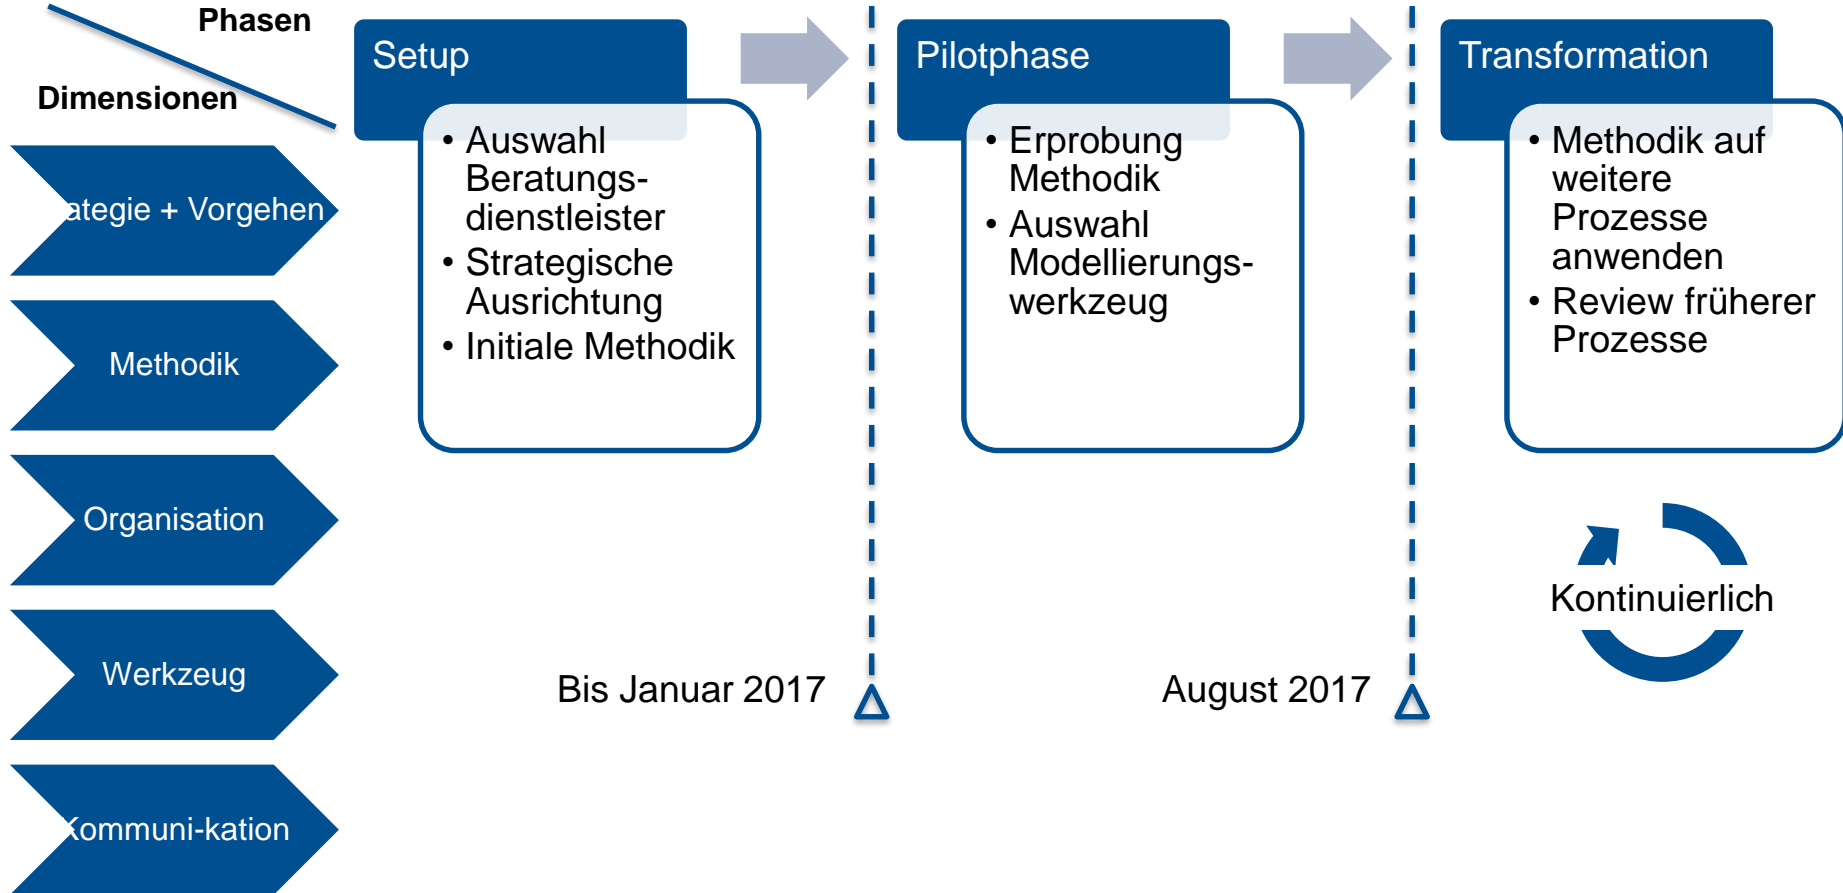 Phasen
Dimensionen
Setup
• Auswahl
Beratungs-
dienstleister
• Strategische
Ausrichtung
• Initiale Methodik
Pilotphase
• Erprobung
Methodik
• Auswahl
Modellierungs-
werkzeug
Transformation
• Methodik auf
weitere
Prozesse
anwenden
• Review früherer
Prozesse
ategie + Vorgehen
Methodik
Organisation
Werkzeug
Kommuni-kation
Kontinuierlich
Bis Januar 2017
August 2017